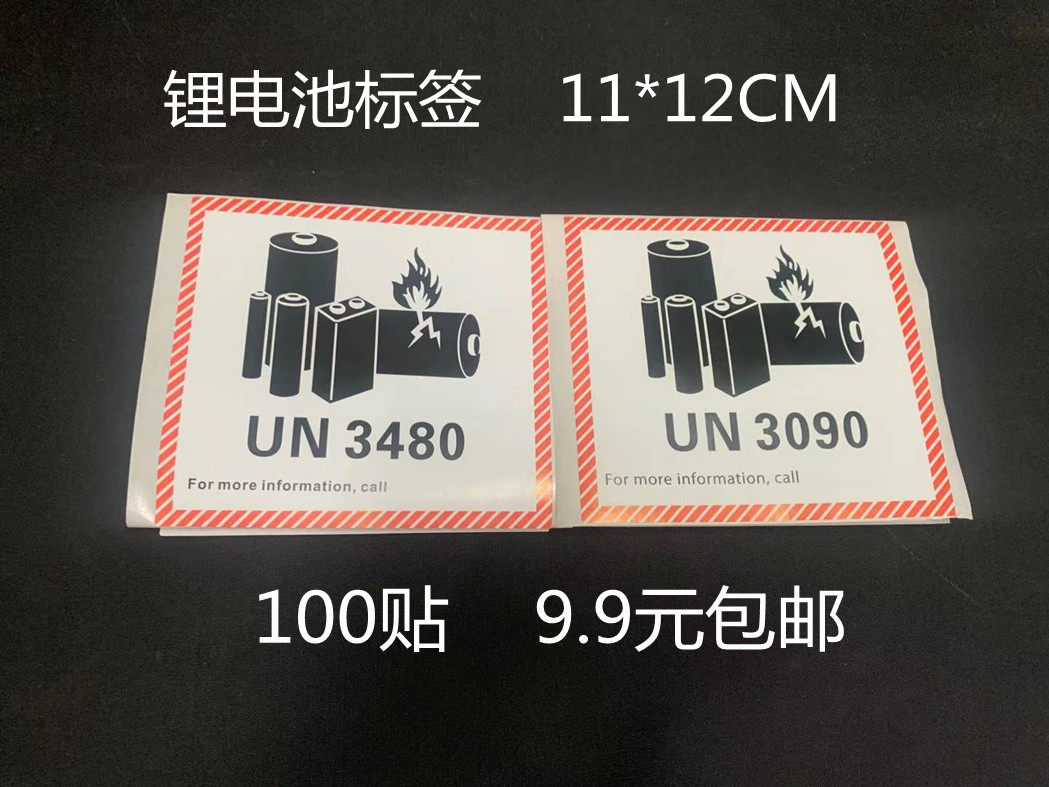 锂电池标签 11*12CM
UN 3480
For more information, call
UN 3090
For more information, call
100贴 9.9元包邮